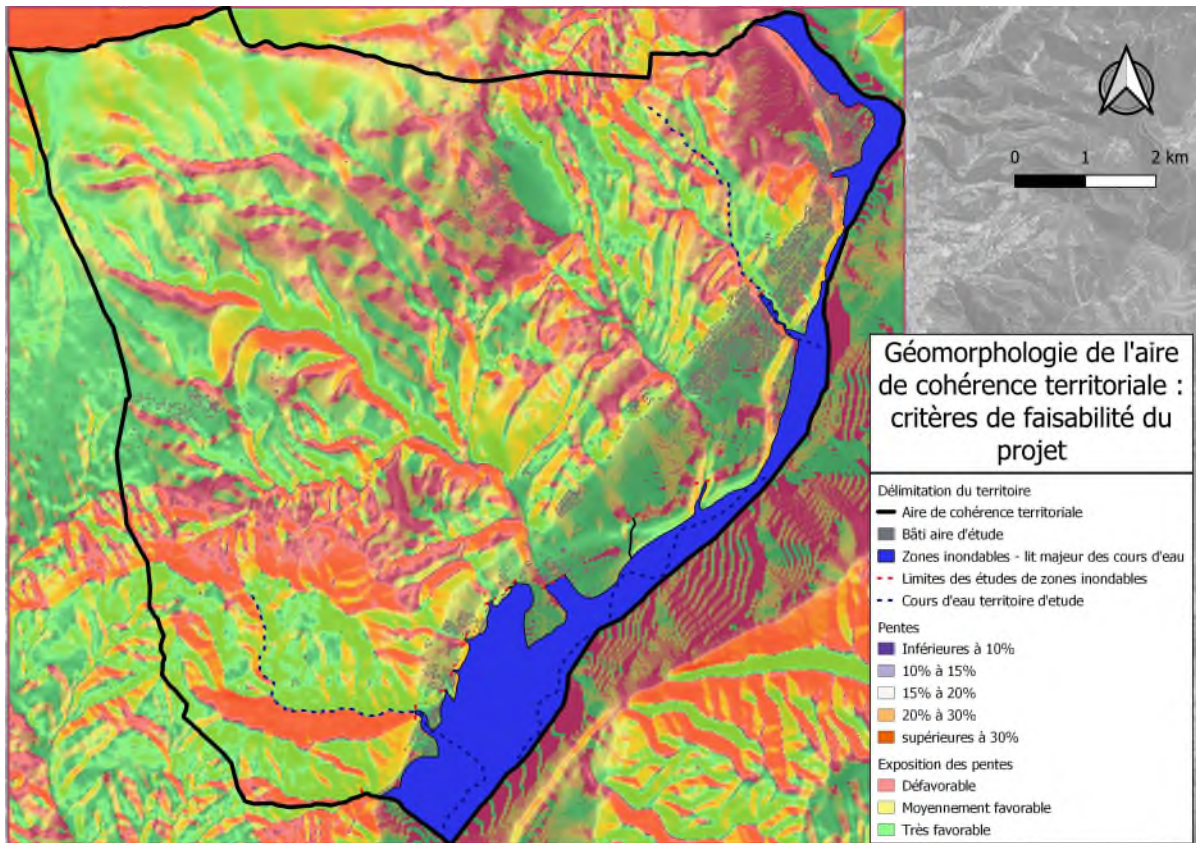 0 1 2 km
Géomorphologie de l'aire
de cohérence territoriale :
critères de faisabilité du
projet
Délimitation du territoire
Aire de cohérence territoriale
Bâti aire d'étude
Zones inondables - lit majeur des cours d'eau
Limites des études de zones inondables
Cours d'eau territoire d'etude
Pentes
Inférieures à 10%
10% à 15%
15% à 20%
20% à 30%
supérieures à 30%
Exposition des pentes
Défavorable
Moyennement favorable
Très favorable